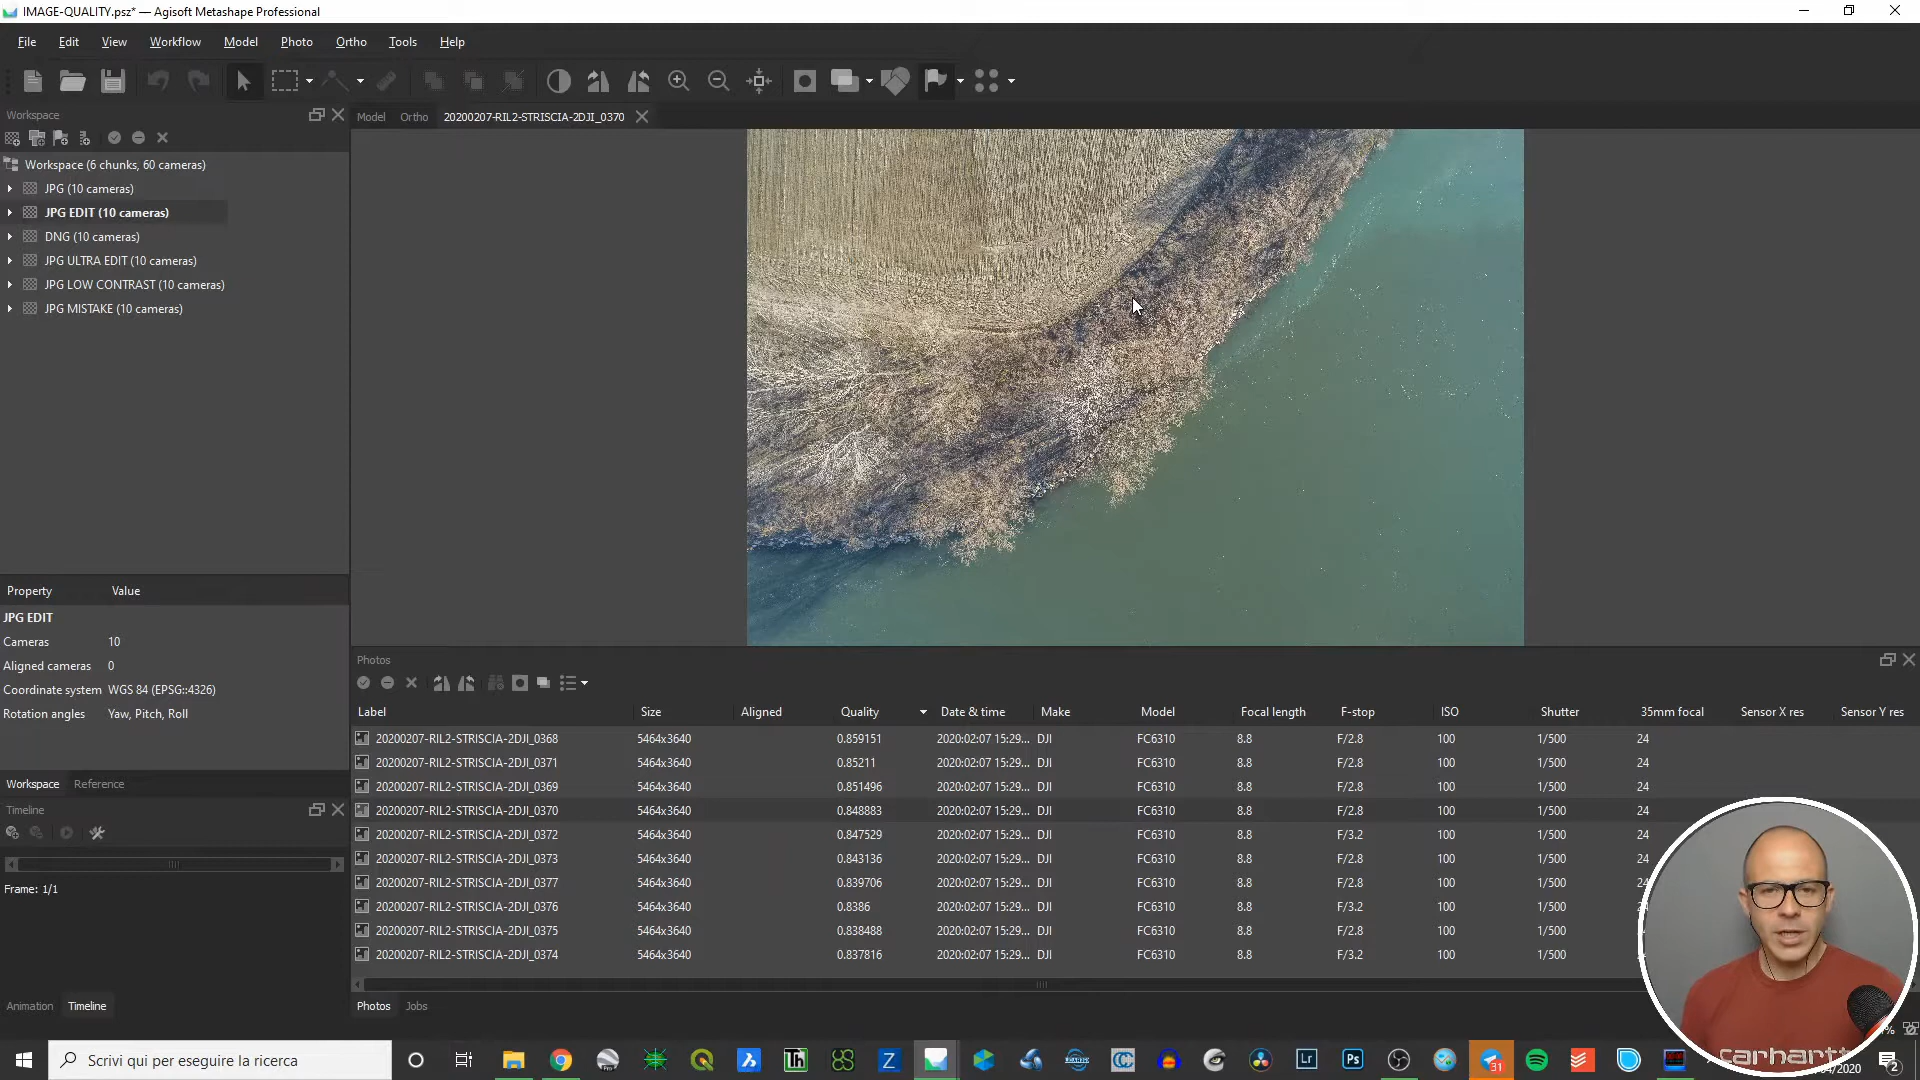 IMAGE-QUALITY.psz* — Agisoft Metashape Professional
File Edit View Workflow Model Photo Ortho Tools Help
Workspace
Model Ortho 20200207-RIL2-STRISCIA-2DJI_0370
Workspace (6 chunks, 60 cameras)
JPG (10 cameras)
JPG EDIT (10 cameras)
DNG (10 cameras)
JPG ULTRA EDIT (10 cameras)
JPG LOW CONTRAST (10 cameras)
JPG MISTAKE (10 cameras)
Property Value
JPG EDIT
Cameras 10
Aligned cameras 0
Coordinate system WGS 84 (EPSG::4326)
Rotation angles Yaw, Pitch, Roll
Workspace Reference
Timeline
Frame: 1/1
Animation Timeline
Photos
Label Size Aligned Quality Date & time Make Model Focal length F-stop ISO Shutter 35mm focal Sensor X res Sensor Y res
20200207-RIL2-STRISCIA-2DJI_0368 5464x3640 0.859151 2020:02:07 15:29... DJI FC6310 8.8 F/2.8 100 1/500 24
20200207-RIL2-STRISCIA-2DJI_0371 5464x3640 0.85211 2020:02:07 15:29... DJI FC6310 8.8 F/2.8 100 1/500 24
20200207-RIL2-STRISCIA-2DJI_0369 5464x3640 0.851496 2020:02:07 15:29... DJI FC6310 8.8 F/2.8 100 1/500 24
20200207-RIL2-STRISCIA-2DJI_0370 5464x3640 0.848883 2020:02:07 15:29... DJI FC6310 8.8 F/2.8 100 1/500 24
20200207-RIL2-STRISCIA-2DJI_0372 5464x3640 0.847529 2020:02:07 15:29... DJI FC6310 8.8 F/3.2 100 1/500 24
20200207-RIL2-STRISCIA-2DJI_0373 5464x3640 0.843136 2020:02:07 15:29... DJI FC6310 8.8 F/2.8 100 1/500 24
20200207-RIL2-STRISCIA-2DJI_0377 5464x3640 0.839706 2020:02:07 15:29... DJI FC6310 8.8 F/2.8 100 1/500 24
20200207-RIL2-STRISCIA-2DJI_0376 5464x3640 0.8386 2020:02:07 15:29... DJI FC6310 8.8 F/3.2 100 1/500
20200207-RIL2-STRISCIA-2DJI_0375 5464x3640 0.838488 2020:02:07 15:29... DJI FC6310 8.8 F/2.8 100 1/500
20200207-RIL2-STRISCIA-2DJI_0374 5464x3640 0.837816 2020:02:07 15:29... DJI FC6310 8.8 F/3.2 100 1/500
Photos Jobs
Scrivi qui per eseguire la ricerca
Th Z Lr Ps 31 2
carhartt
/04/2020